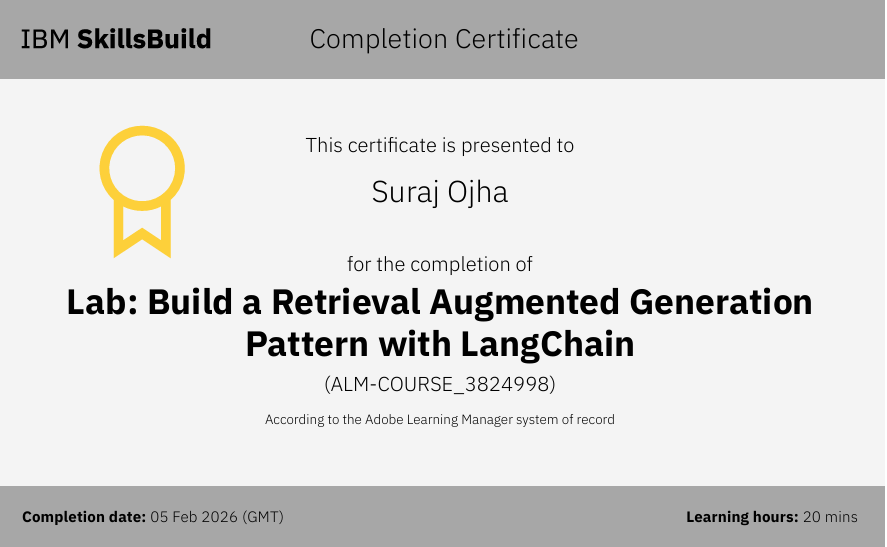 IBM SkillsBuild
Completion Certificate
This certificate is presented to
Suraj Ojha
for the completion of
Lab: Build a Retrieval Augmented Generation
Pattern with LangChain
(ALM-COURSE_3824998)
According to the Adobe Learning Manager system of record
Completion date: 05 Feb 2026 (GMT)
Learning hours: 20 mins